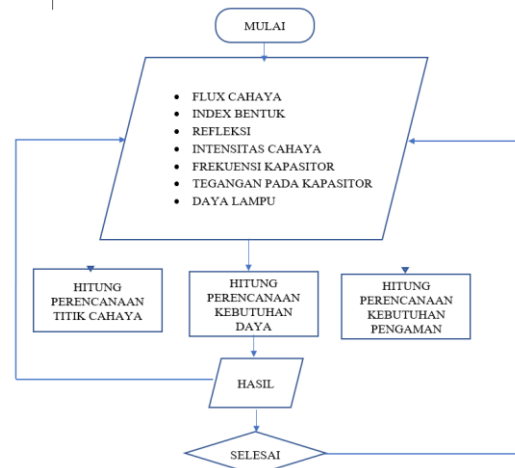 MULAI
FLUX CAHAYA
INDEX BENTUK
REFLEKSI
INTENSITAS CAHAYA
FREKUENSI KAPASITOR
TEGANGAN PADA KAPASITOR
DAYA LAMPU
HITUNG
PERENCANAAN
TITIK CAHAYA
HITUNG
PERENCANAAN
KEBUTUHAN
DAYA
HITUNG
PERENCANAAN
KEBUTUHAN
PENGAMAN
HASIL
SELESAI